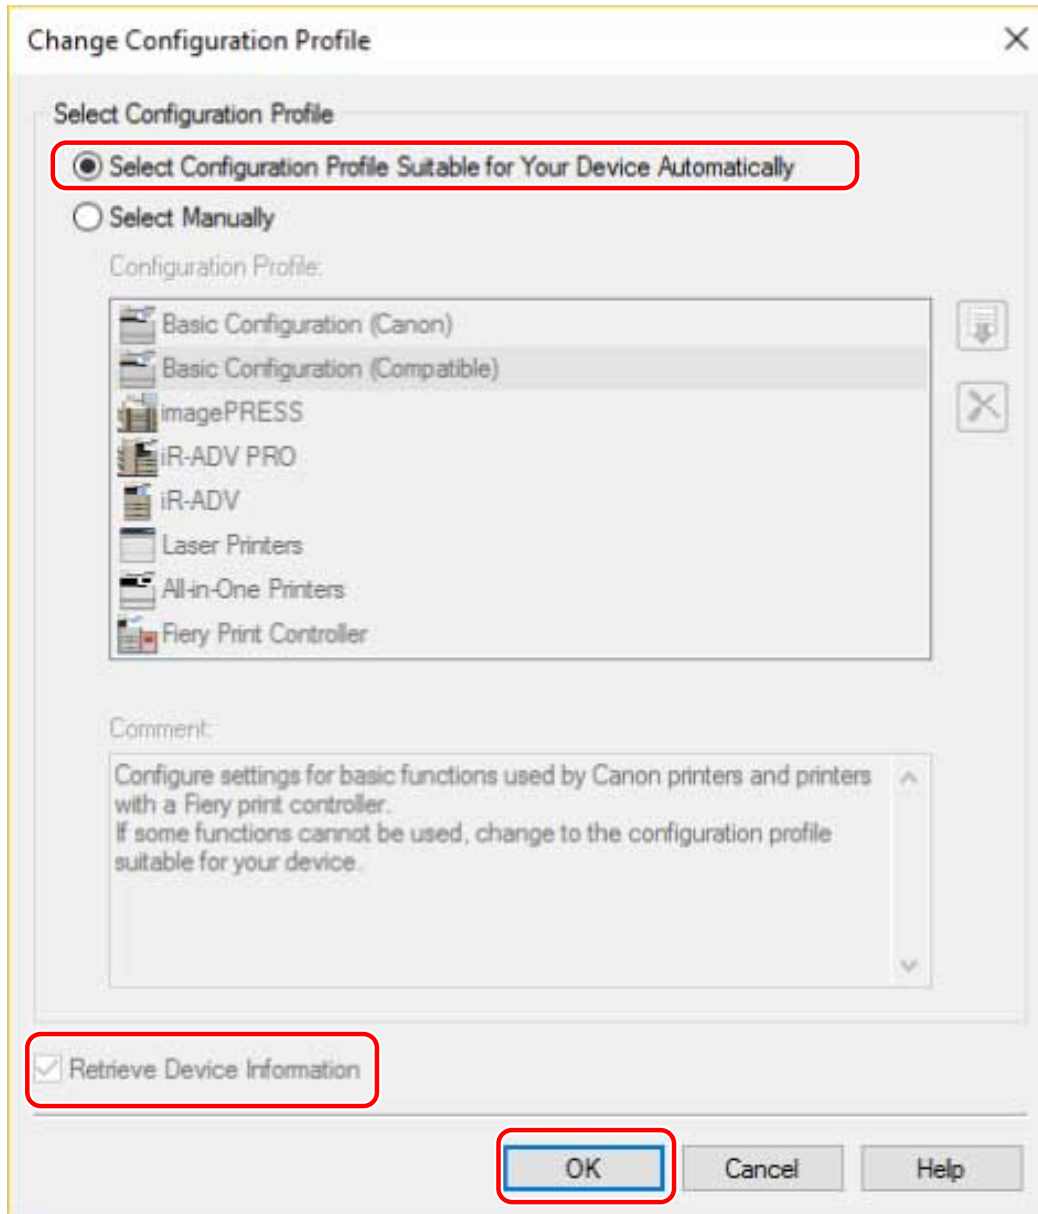 Change Configuration Profile
Select Configuration Profile
Select Configuration Profile Suitable for Your Device Automatically
Select Manually
Configuration Profile:
Basic Configuration (Canon)
Basic Configuration (Compatible)
imagePRESS
iR-ADV PRO
iR-ADV
Laser Printers
All-in-One Printers
Fiery Print Controller
Comment:
Configure settings for basic functions used by Canon printers and printers
with a Fiery print controller.
If some functions cannot be used, change to the configuration profile
suitable for your device.
Retrieve Device Information
OK
Cancel
Help